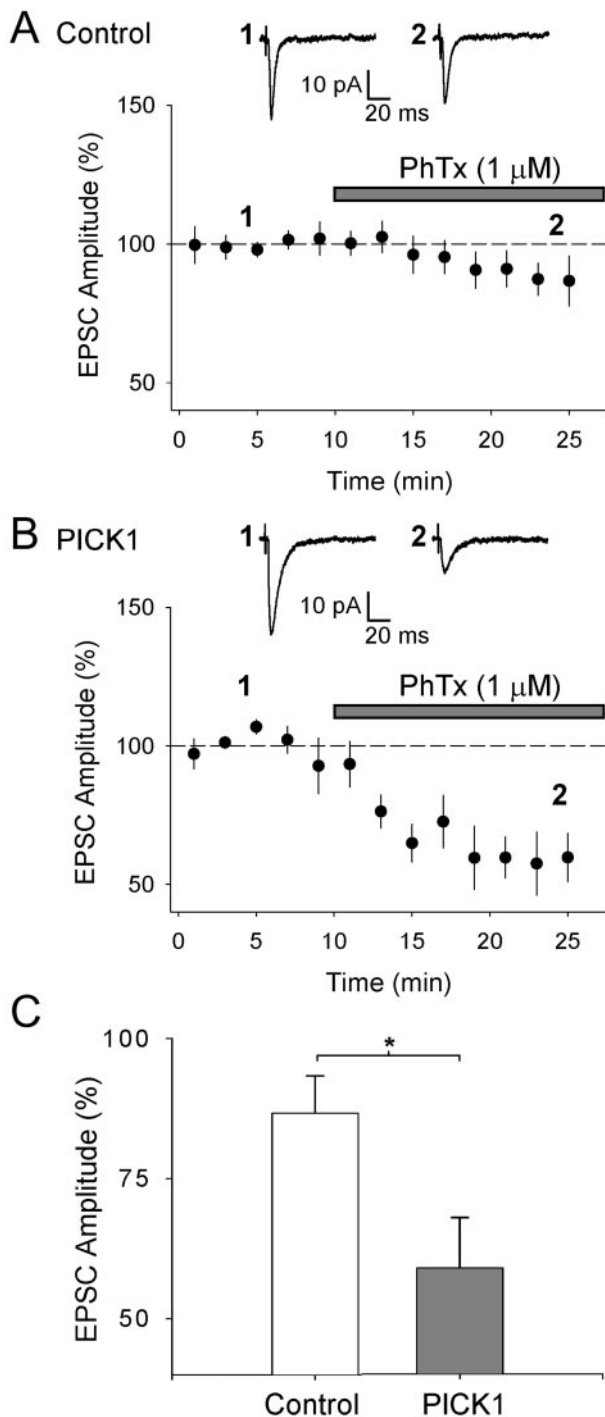 A Control
1 2
10 pA
20 ms
150
PhTx (1 μM)
1 2
100
50
EPSC Amplitude (%)
0 5 10 15 20 25
Time (min)
B PICK1
1 2
10 pA
20 ms
150
1
PhTx (1 μM)
100
2
50
EPSC Amplitude (%)
0 5 10 15 20 25
Time (min)
C
100
*
75
50
EPSC Amplitude (%)
Control PICK1